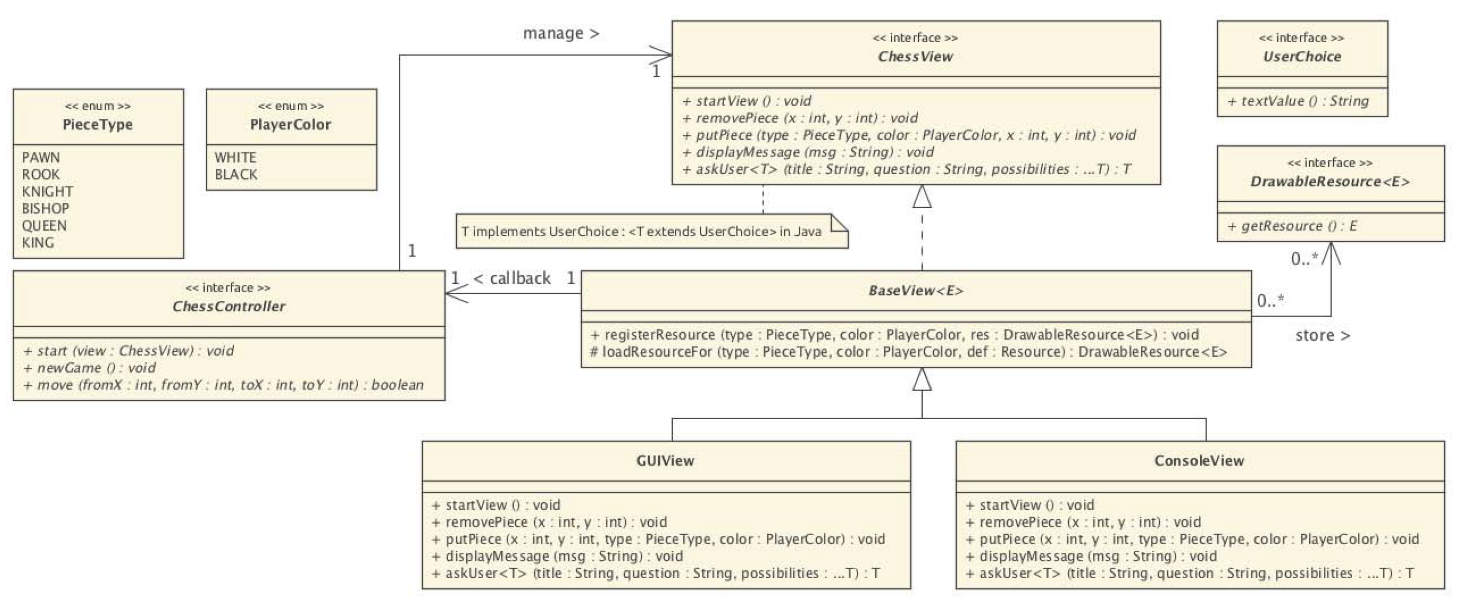 manage >
1
<< interface >>
ChessView
+ startView () : void
+ removePiece (x : int, y : int) : void
+ putPiece (type : PieceType, color : PlayerColor, x : int, y : int) : void
+ displayMessage (msg : String) : void
+ askUser<T> (title : String, question : String, possibilities : ...T) : T
<< interface >>
UserChoice
+ textValue () : String
<< enum >>
PieceType
PAWN
ROOK
KNIGHT
BISHOP
QUEEN
KING
<< enum >>
PlayerColor
WHITE
BLACK
<< interface >>
DrawableResource<E>
+ getResource () : E
T implements UserChoice : <T extends UserChoice> in Java
1
0..*
<< interface >>
ChessController
+ start (view : ChessView) : void
+ newGame () : void
+ move (fromX : int, fromY : int, toX : int, toY : int) : boolean
1 < callback 1
BaseView<E>
+ registerResource (type : PieceType, color : PlayerColor, res : DrawableResource<E>) : void
# loadResourceFor (type : PieceType, color : PlayerColor, def : Resource) : DrawableResource<E>
0..*
store >
GUIView
+ startView () : void
+ removePiece (x : int, y : int) : void
+ putPiece (x : int, y : int, type : PieceType, color : PlayerColor) : void
+ displayMessage (msg : String) : void
+ askUser<T> (title : String, question : String, possibilities : ...T) : T
ConsoleView
+ startView () : void
+ removePiece (x : int, y : int) : void
+ putPiece (x : int, y : int, type : PieceType, color : PlayerColor) : void
+ displayMessage (msg : String) : void
+ askUser<T> (title : String, question : String, possibilities : ...T) : T